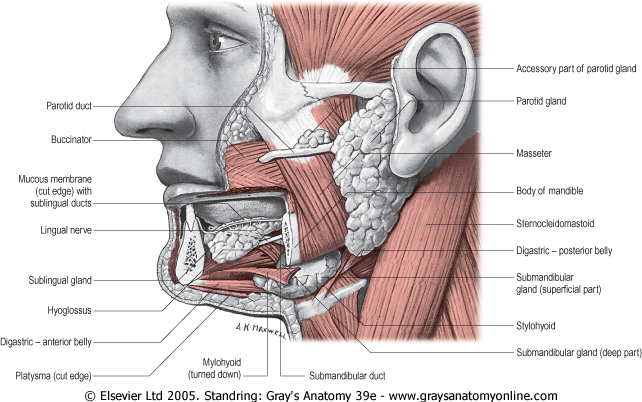 Parotid duct
Buccinator
Mucous membrane
(cut edge) with
sublingual ducts
Lingual nerve
Sublingual gland
Hyoglossus
Digastric – anterior belly
Platysma (cut edge)
Mylohyoid
(turned down)
Submandibular duct
Accessory part of parotid gland
Parotid gland
Masseter
Body of mandible
Sternocleidomastoid
Digastric – posterior belly
Submandibular
gland (superficial part)
Stylohyoid
Submandibular gland (deep part)
A.K. MAXWELL
© Elsevier Ltd 2005. Standring: Gray's Anatomy 39e - www.graysanatomyonline.com